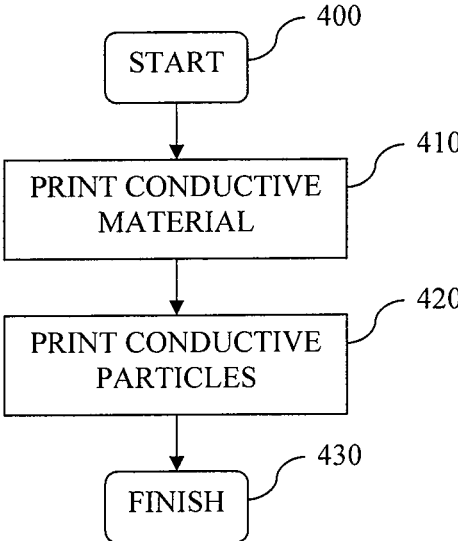 400
START
410
PRINT CONDUCTIVE
MATERIAL
420
PRINT CONDUCTIVE
PARTICLES
430
FINISH